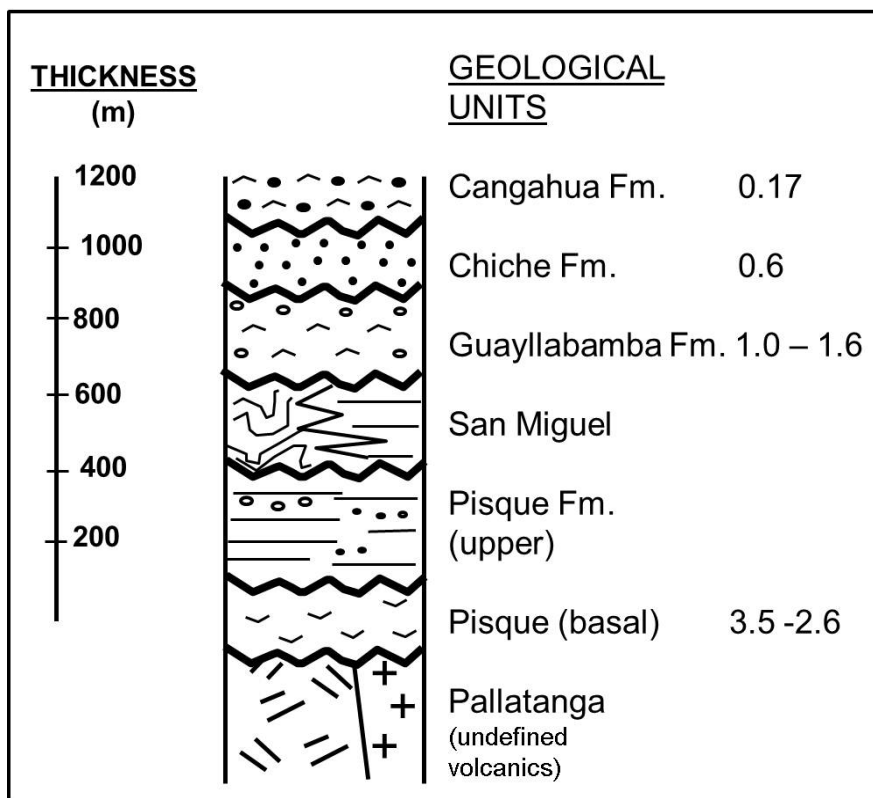 THICKNESS
(m)
GEOLOGICAL
UNITS
1200
Cangahua Fm. 0.17
1000
Chiche Fm. 0.6
800
Guayllabamba Fm. 1.0 – 1.6
600
San Miguel
400
Pisque Fm.
(upper)
200
Pisque (basal) 3.5 -2.6
Pallatanga
(undefined
volcanics)